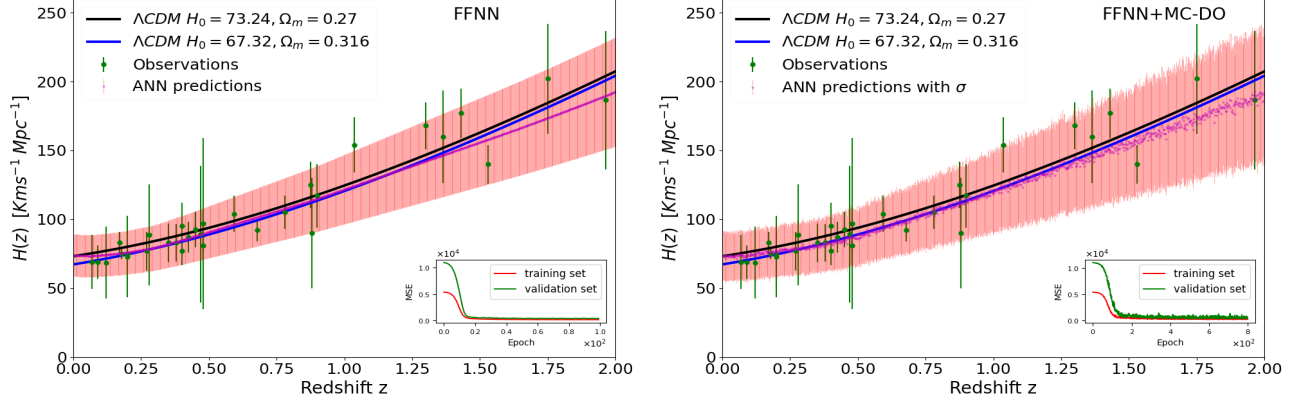 FFNN
ΛCDM H₀ = 73.24, Ωₘ = 0.27
ΛCDM H₀ = 67.32, Ωₘ = 0.316
Observations
ANN predictions
H(z) [Kms⁻¹ Mpc⁻¹]
250
200
150
100
50
0
0.00 0.25 0.50 0.75 1.00 1.25 1.50 1.75 2.00
Redshift z
×10⁴
MSE
1.0
0.5
0.0
training set
validation set
0.0 0.2 0.4 0.6 0.8 1.0
Epoch
×10²
FFNN+MC-DO
ΛCDM H₀ = 73.24, Ωₘ = 0.27
ΛCDM H₀ = 67.32, Ωₘ = 0.316
Observations
ANN predictions with σ
H(z) [Kms⁻¹ Mpc⁻¹]
250
200
150
100
50
0
0.00 0.25 0.50 0.75 1.00 1.25 1.50 1.75 2.00
Redshift z
×10⁴
MSE
1.0
0.5
0.0
training set
validation set
0 2 4 6 8
Epoch
×10²